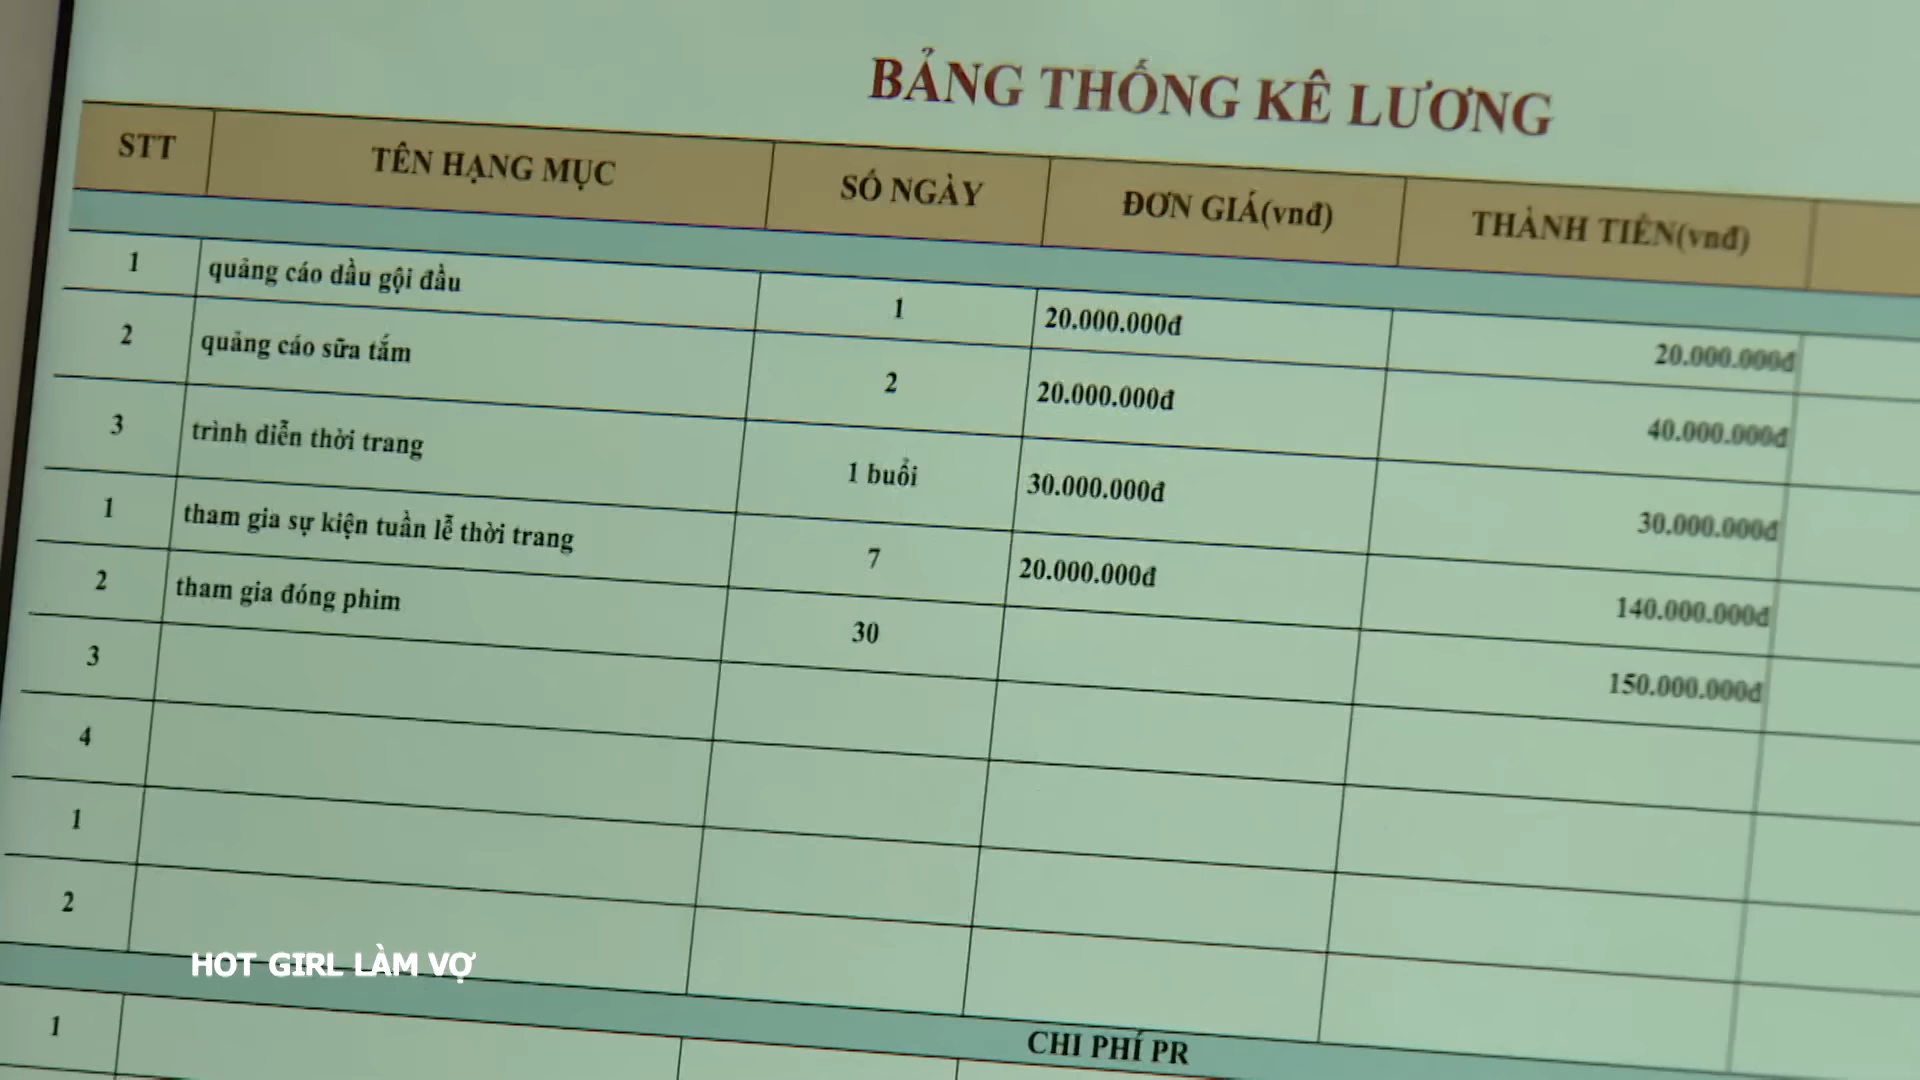 BẢNG THỐNG KÊ LƯƠNG
STT TÊN HẠNG MỤC SỐ NGÀY ĐƠN GIÁ(vnđ) THÀNH TIỀN(vnđ)
1 quảng cáo dầu gội đầu 1 20.000.000đ 20.000.000đ
2 quảng cáo sữa tắm 2 20.000.000đ 40.000.000đ
3 trình diễn thời trang 1 buổi 30.000.000đ 30.000.000đ
1 tham gia sự kiện tuần lễ thời trang 7 20.000.000đ 140.000.000đ
2 tham gia đóng phim 30 150.000.000đ
3
4
1
2
HOT GIRL LÀM VỢ
CHI PHÍ PR
1